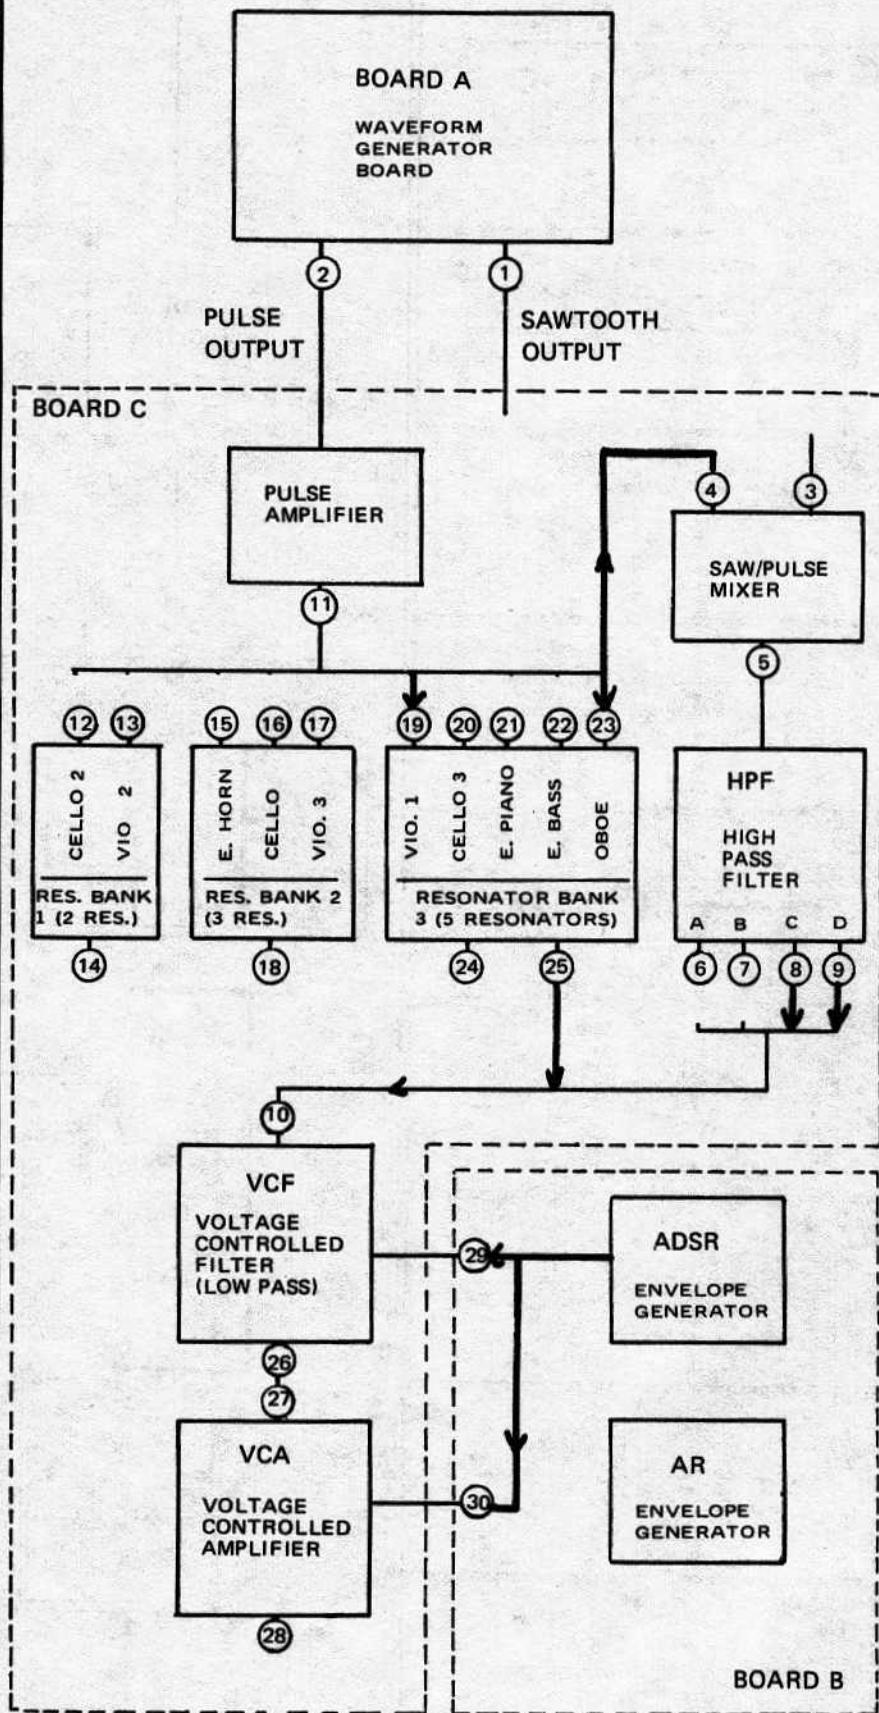 BOARD A
WAVEFORM
GENERATOR
BOARD
2
1
PULSE
OUTPUT
SAWTOOTH
OUTPUT
BOARD C
PULSE
AMPLIFIER
11
4
3
SAW/PULSE
MIXER
5
12
13
CELLO 2
VIO 2
RES. BANK
1 (2 RES.)
14
15
16
17
E. HORN
CELLO
VIO. 3
RES. BANK 2
(3 RES.)
18
19
20
21
22
23
VIO. 1
CELLO 3
E. PIANO
E. BASS
OBOE
RESONATOR BANK
3 (5 RESONATORS)
24
25
HPF
HIGH
PASS
FILTER
A B C D
6
7
8
9
10
VCF
VOLTAGE
CONTROLLED
FILTER
(LOW PASS)
29
ADSR
ENVELOPE
GENERATOR
26
27
VCA
VOLTAGE
CONTROLLED
AMPLIFIER
30
AR
ENVELOPE
GENERATOR
28
BOARD B